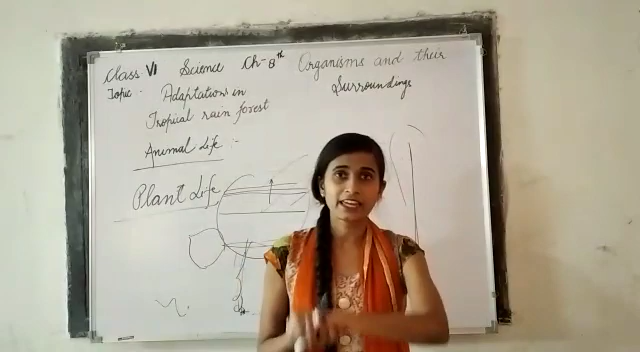 Class VI Science Ch-8th Organisms and their
Surroundings
Topic:- Adaptations in
Tropical rain forest
Animal Life :-
Plant Life